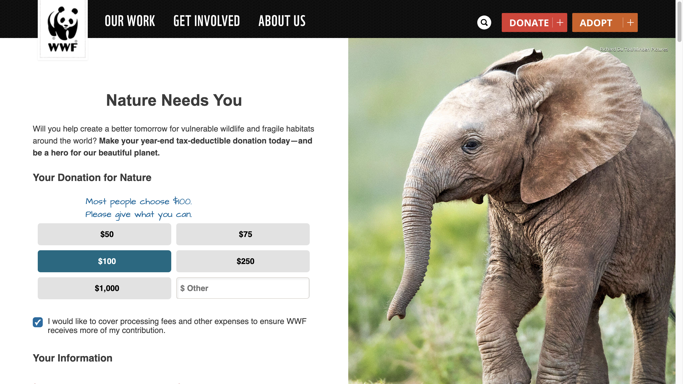 OUR WORK GET INVOLVED ABOUT US DONATE + ADOPT +
WWF
Nature Needs You
Will you help create a better tomorrow for vulnerable wildlife and fragile habitats
around the world? Make your year-end tax-deductible donation today—and
be a hero for our beautiful planet.
Your Donation for Nature
Most people choose $100.
Please give what you can.
$50 $75
$100 $250
$1,000 $ Other
I would like to cover processing fees and other expenses to ensure WWF
receives more of my contribution.
Your Information